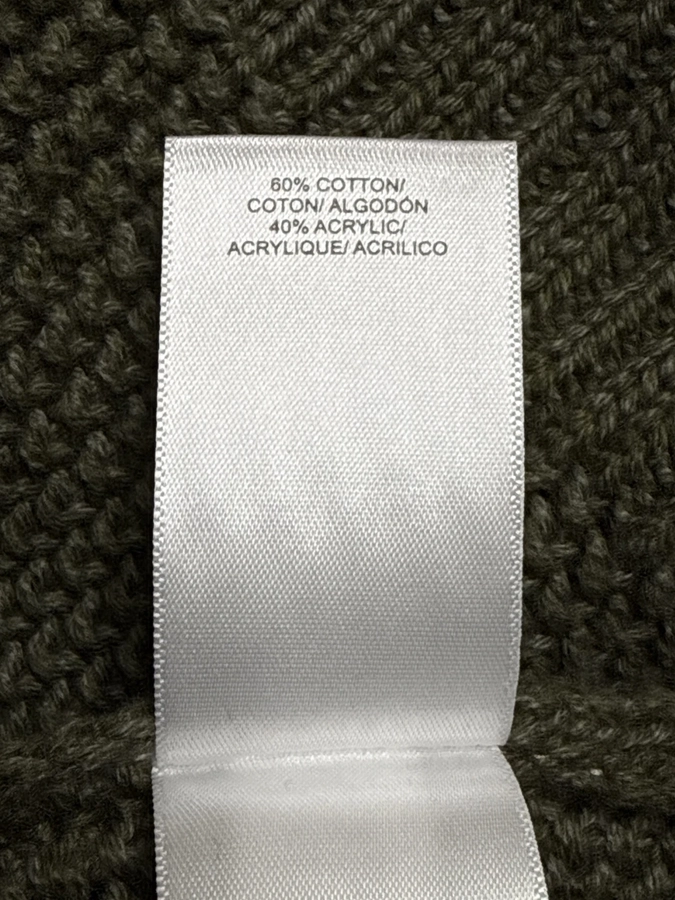 60% COTTON/
COTON/ ALGODÓN
40% ACRYLIC/
ACRYLIQUE/ ACRILICO